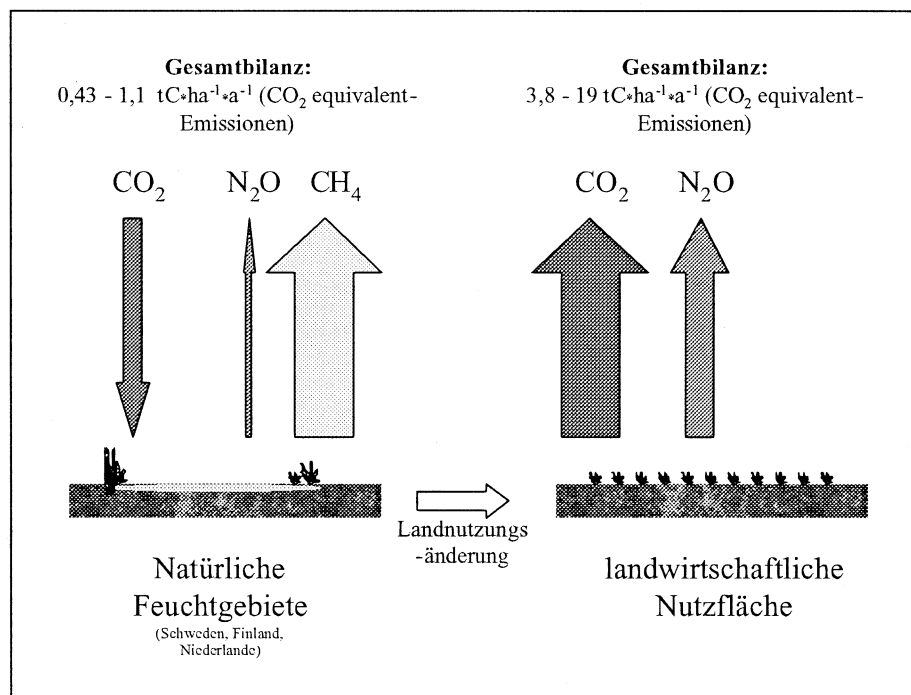 Gesamtbilanz:
0,43 - 1,1 tC*ha⁻¹*a⁻¹ (CO₂ equivalent-
Emissionen)
Gesamtbilanz:
3,8 - 19 tC*ha⁻¹*a⁻¹ (CO₂ equivalent-
Emissionen)
CO₂ N₂O CH₄
CO₂ N₂O
Landnutzungs
-änderung
Natürliche
Feuchtgebiete
(Schweden, Finland,
Niederlande)
landwirtschaftliche
Nutzfläche